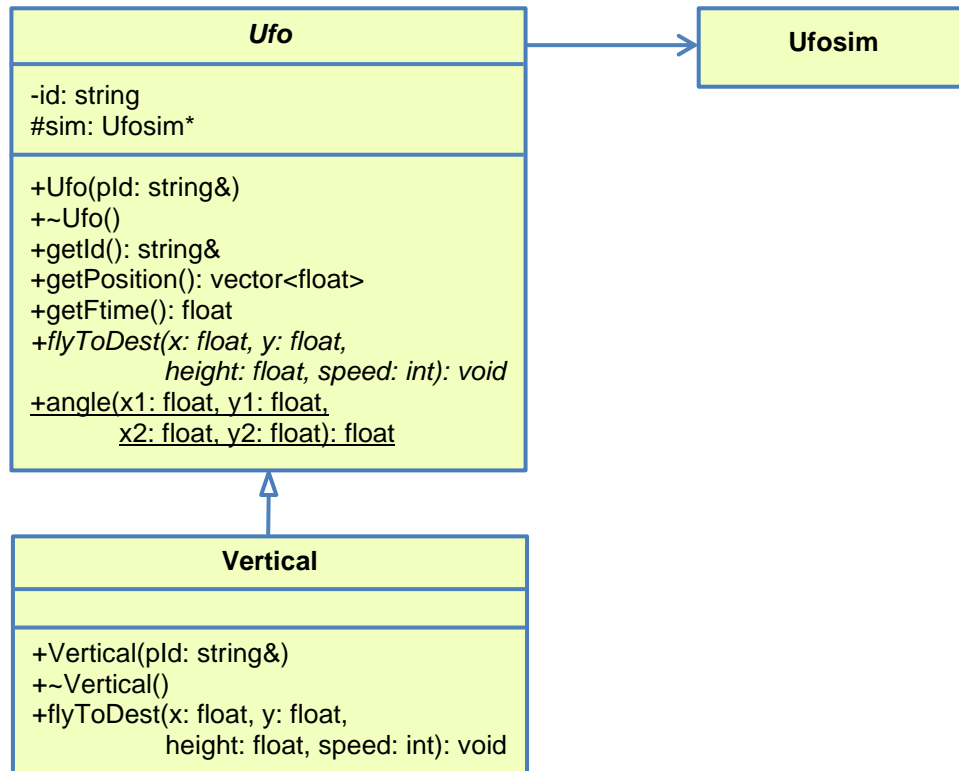 Ufo
Ufosim
-id: string
#sim: Ufosim*
+Ufo(pId: string&)
+~Ufo()
+getId(): string&
+getPosition(): vector<float>
+getFtime(): float
+flyToDest(x: float, y: float,
height: float, speed: int): void
+angle(x1: float, y1: float,
x2: float, y2: float): float
Vertical
+Vertical(pId: string&)
+~Vertical()
+flyToDest(x: float, y: float,
height: float, speed: int): void